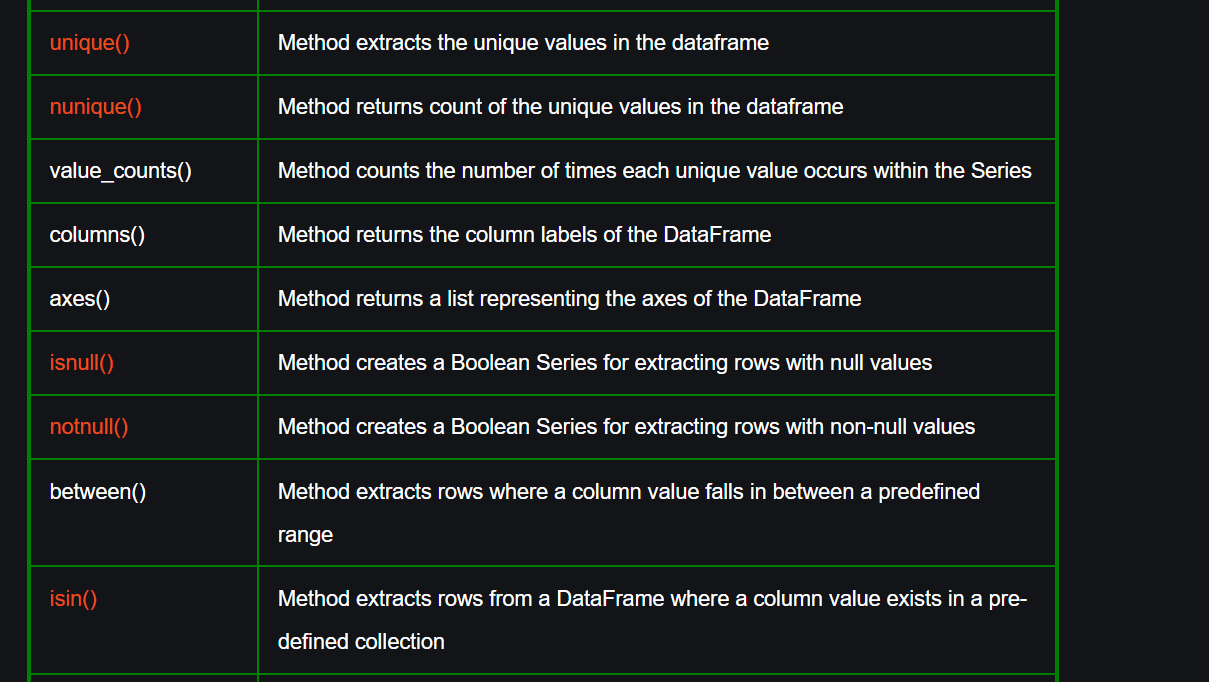 unique() Method extracts the unique values in the dataframe
nunique() Method returns count of the unique values in the dataframe
value_counts() Method counts the number of times each unique value occurs within the Series
columns() Method returns the column labels of the DataFrame
axes() Method returns a list representing the axes of the DataFrame
isnull() Method creates a Boolean Series for extracting rows with null values
notnull() Method creates a Boolean Series for extracting rows with non-null values
between() Method extracts rows where a column value falls in between a predefined
range
isin() Method extracts rows from a DataFrame where a column value exists in a pre-
defined collection